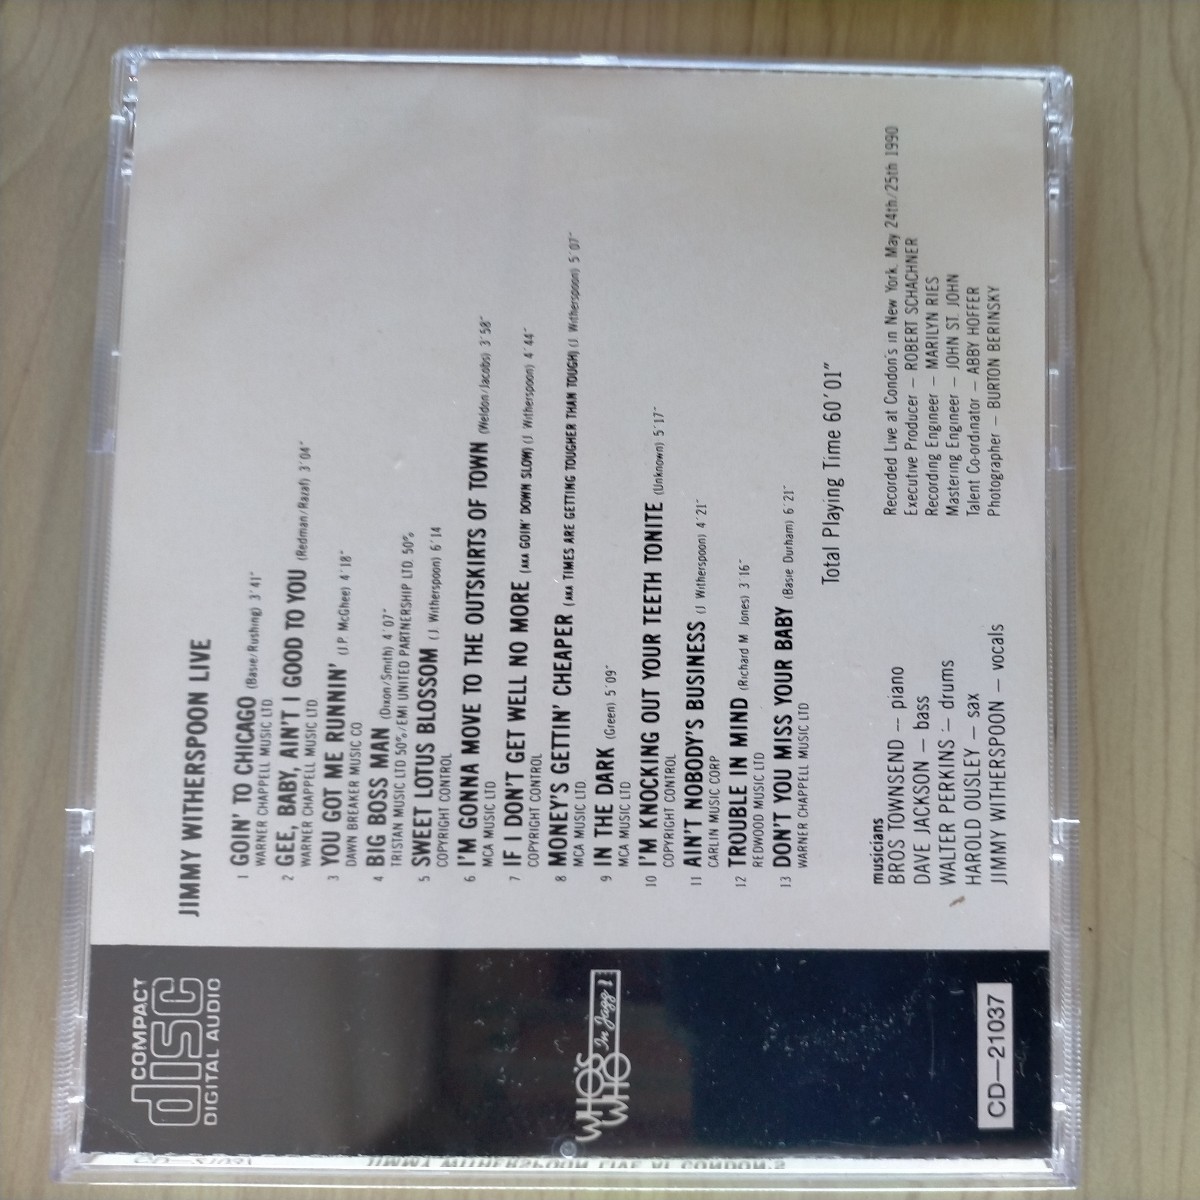 COMPACT
disc
DIGITAL AUDIO
WHO'S
WHO In Jazz!
CD—21037
JIMMY WITHERSPOON LIVE
1 GOIN' TO CHICAGO (Basie/Rushing) 3'41"
WARNER CHAPPELL MUSIC LTD
2 GEE, BABY, AIN'T I GOOD TO YOU (Redman/Razaf) 3'04"
WARNER CHAPPELL MUSIC LTD
3 YOU GOT ME RUNNIN' (J.P. McGhee) 4'18"
DAWN BREAKER MUSIC CO
4 BIG BOSS MAN (Dixon/Smith) 4'07"
TRISTAN MUSIC LTD 50%/EMI UNITED PARTNERSHIP LTD. 50%
5 SWEET LOTUS BLOSSOM (J. Witherspoon) 6'14
COPYRIGHT CONTROL
6 I'M GONNA MOVE TO THE OUTSKIRTS OF TOWN (Weldon/Jacobs) 3'58"
MCA MUSIC LTD
7 IF I DON'T GET WELL NO MORE (AKA GOIN' DOWN SLOW) (J. Witherspoon) 4'44"
COPYRIGHT CONTROL
8 MONEY'S GETTIN' CHEAPER (AKA TIMES ARE GETTING TOUGHER THAN TOUGH) (J. Witherspoon) 5'07"
MCA MUSIC LTD.
9 IN THE DARK (Green) 5'09"
MCA MUSIC LTD
10 I'M KNOCKING OUT YOUR TEETH TONITE (Unknown) 5'17"
COPYRIGHT CONTROL
11 AIN'T NOBODY'S BUSINESS (J. Witherspoon) 4'21"
CARLIN MUSIC CORP
12 TROUBLE IN MIND (Richard M. Jones) 3'16"
REDWOOD MUSIC LTD
13 DON'T YOU MISS YOUR BABY (Basie Durham) 6'21"
WARNER CHAPPELL MUSIC LTD
Total Playing Time 60'01"
musicians
BROS TOWNSEND — piano
DAVE JACKSON — bass
WALTER PERKINS — drums
HAROLD OUSLEY — sax
JIMMY WITHERSPOON — vocals
Recorded Live at Condon's in New York. May 24th/25th 1990
Executive Producer — ROBERT SCHACHNER
Recording Engineer — MARILYN RIES
Mastering Engineer — JOHN ST. JOHN
Talent Co-ordinator — ABBY HOFFER
Photographer — BURTON BERINSKY